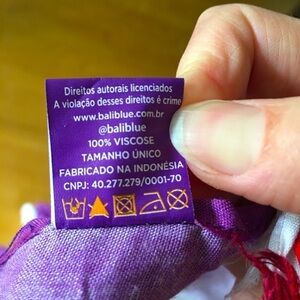 Direitos autorais licenciados
A violação desses direitos é crime
www.baliblue.com.br
@baliblue
100% VISCOSE
TAMANHO ÚNICO
FABRICADO NA INDONÉSIA
CNPJ: 40.277.279/0001-70